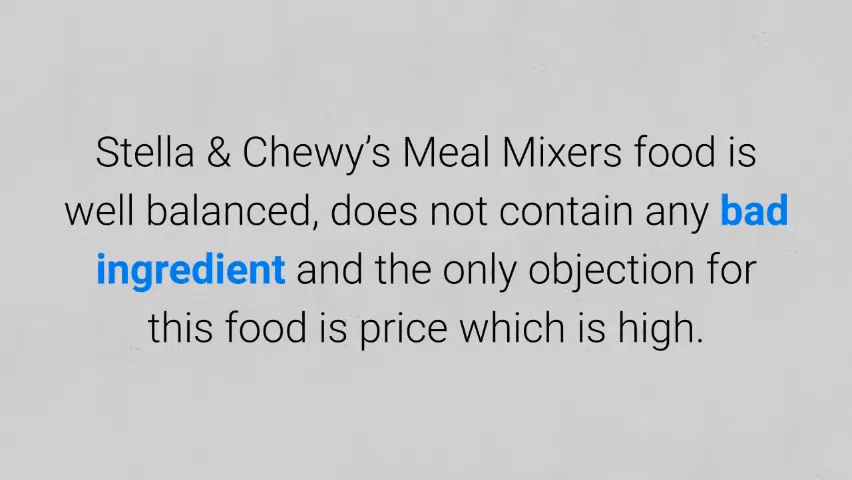 Stella & Chewy’s Meal Mixers food is
well balanced, does not contain any bad
ingredient and the only objection for
this food is price which is high.